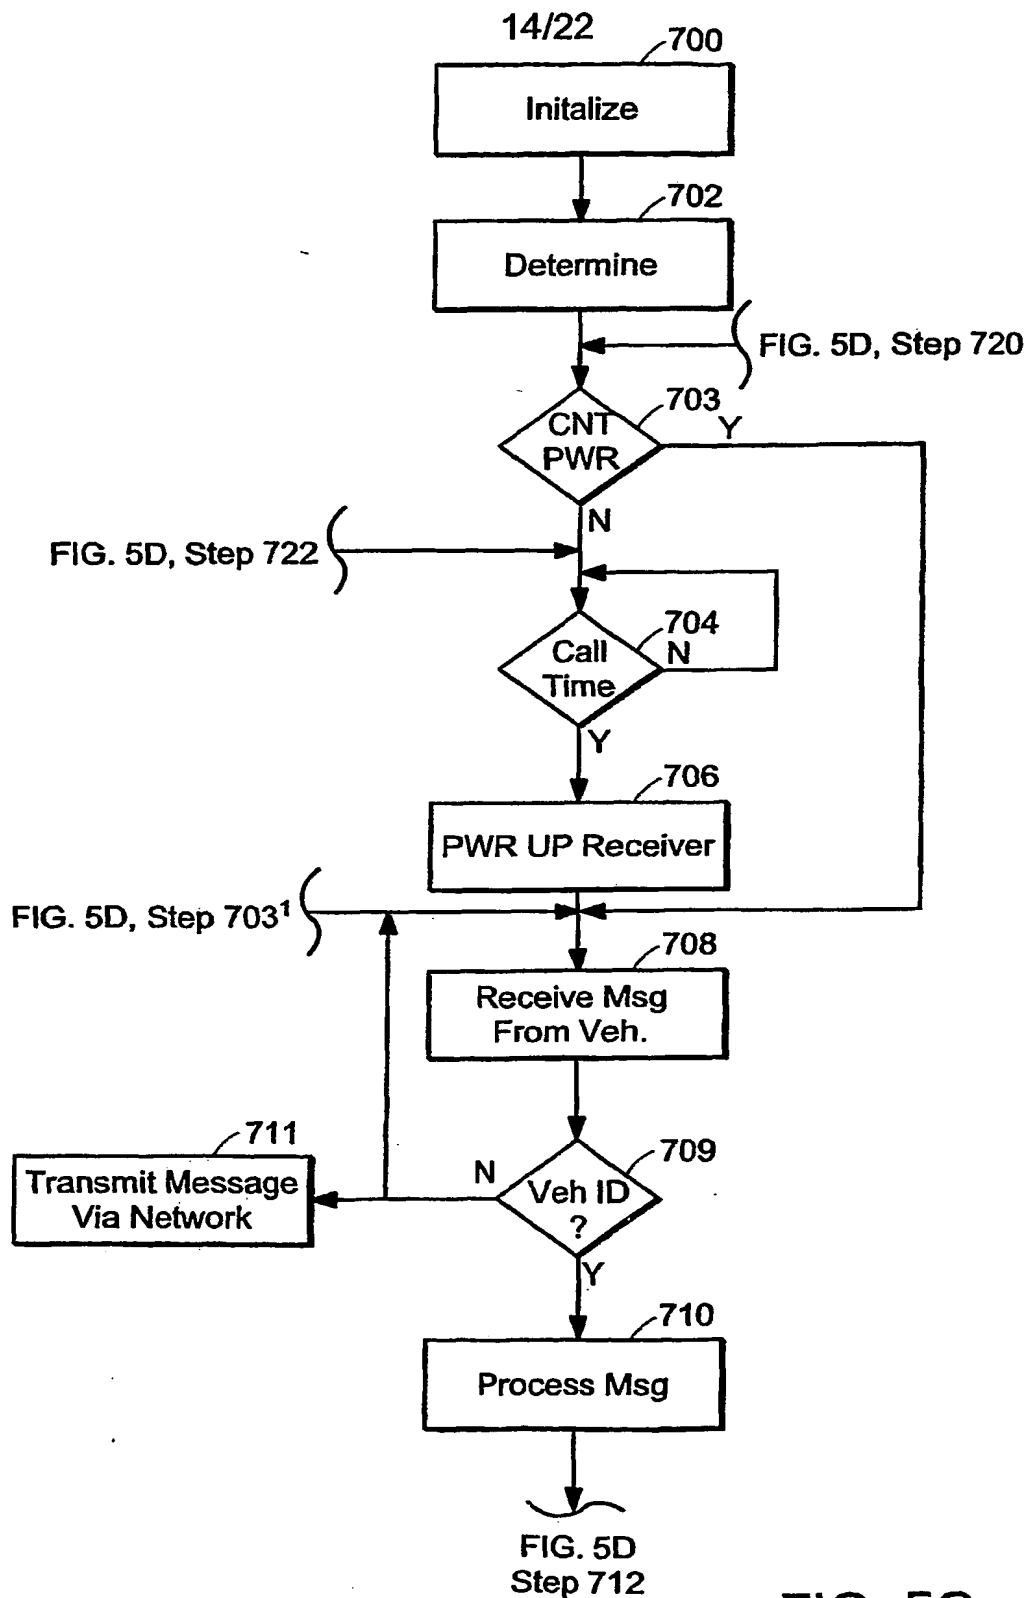 14/22
700
Initalize
702
Determine
FIG. 5D, Step 720
703
CNT
PWR
Y
N
FIG. 5D, Step 722
704
Call
Time
N
Y
706
PWR UP Receiver
FIG. 5D, Step 703¹
708
Receive Msg
From Veh.
711
Transmit Message
Via Network
N
709
Veh ID
?
Y
710
Process Msg
FIG. 5D
Step 712